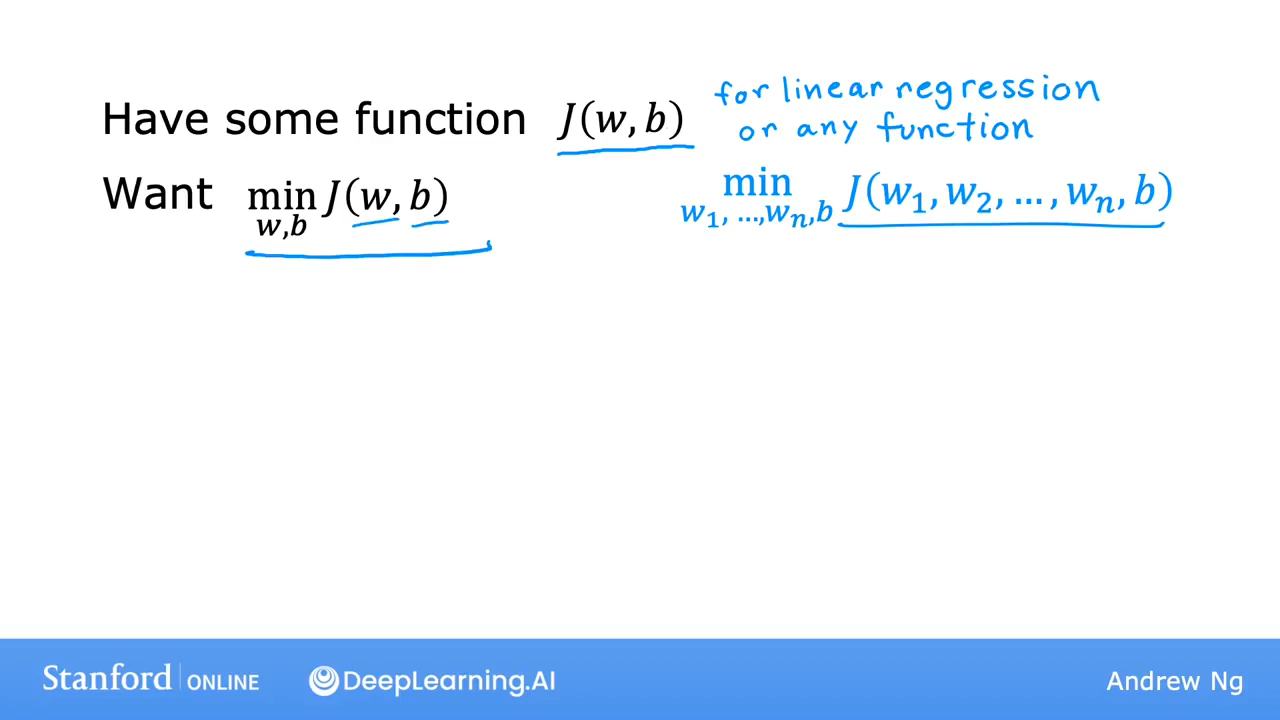 Have some function J(w, b) for linear regression
or any function
Want min J(w, b) min J(w₁, w₂, ..., wₙ, b)
w,b w₁, ...,wₙ,b
Stanford ONLINE DeepLearning.AI Andrew Ng